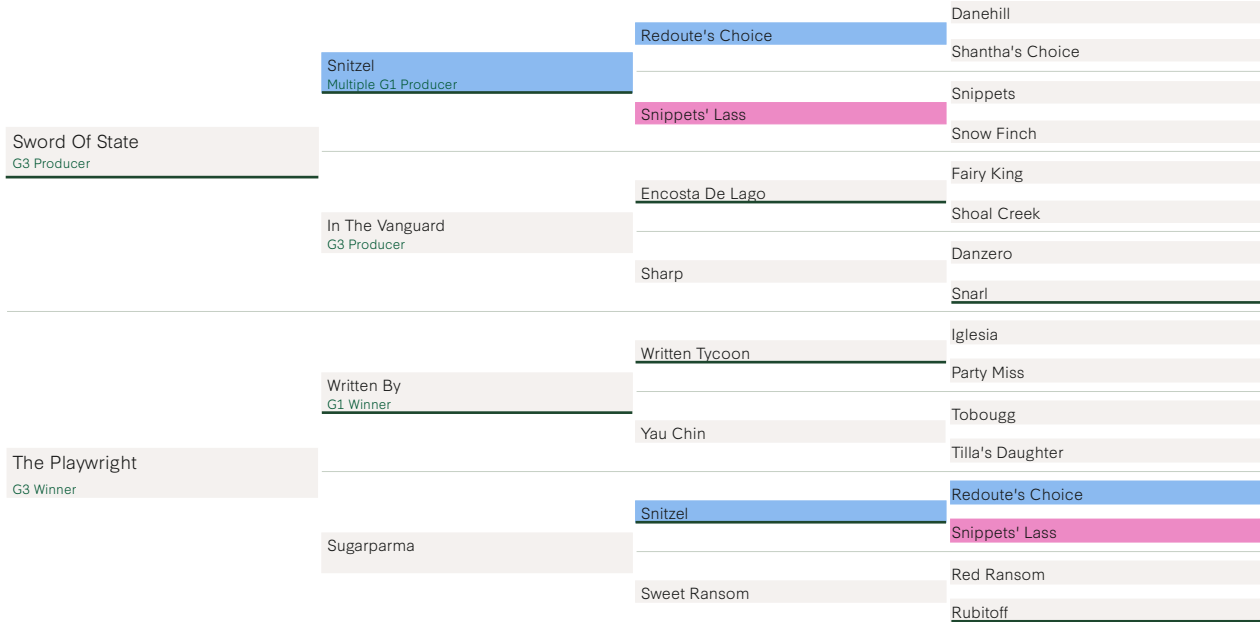 Sword Of State
G3 Producer
The Playwright
G3 Winner
Snitzel
Multiple G1 Producer
In The Vanguard
G3 Producer
Written By
G1 Winner
Sugarparma
Redoute's Choice
Snippets' Lass
Encosta De Lago
Sharp
Written Tycoon
Yau Chin
Snitzel
Sweet Ransom
Danehill
Shantha's Choice
Snippets
Snow Finch
Fairy King
Shoal Creek
Danzero
Snarl
Iglesia
Party Miss
Tobougg
Tilla's Daughter
Redoute's Choice
Snippets' Lass
Red Ransom
Rubitoff